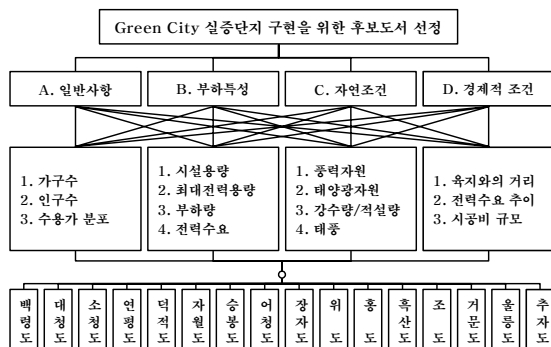 Green City 실증단지 구현을 위한 후보도서 선정
A. 일반사항
B. 부하특성
C. 자연조건
D. 경제적 조건
1. 가구수
2. 인구수
3. 수용가 분포
1. 시설용량
2. 최대전력용량
3. 부하량
4. 전력수요
1. 풍력자원
2. 태양광자원
3. 강수량/적설량
4. 태풍
1. 육지와의 거리
2. 전력수요 추이
3. 시공비 규모
백령도
대청도
소청도
연평도
덕적도
자월도
승봉도
어청도
장자도
위 도
홍 도
흑산도
조 도
거문도
울릉도
추자도